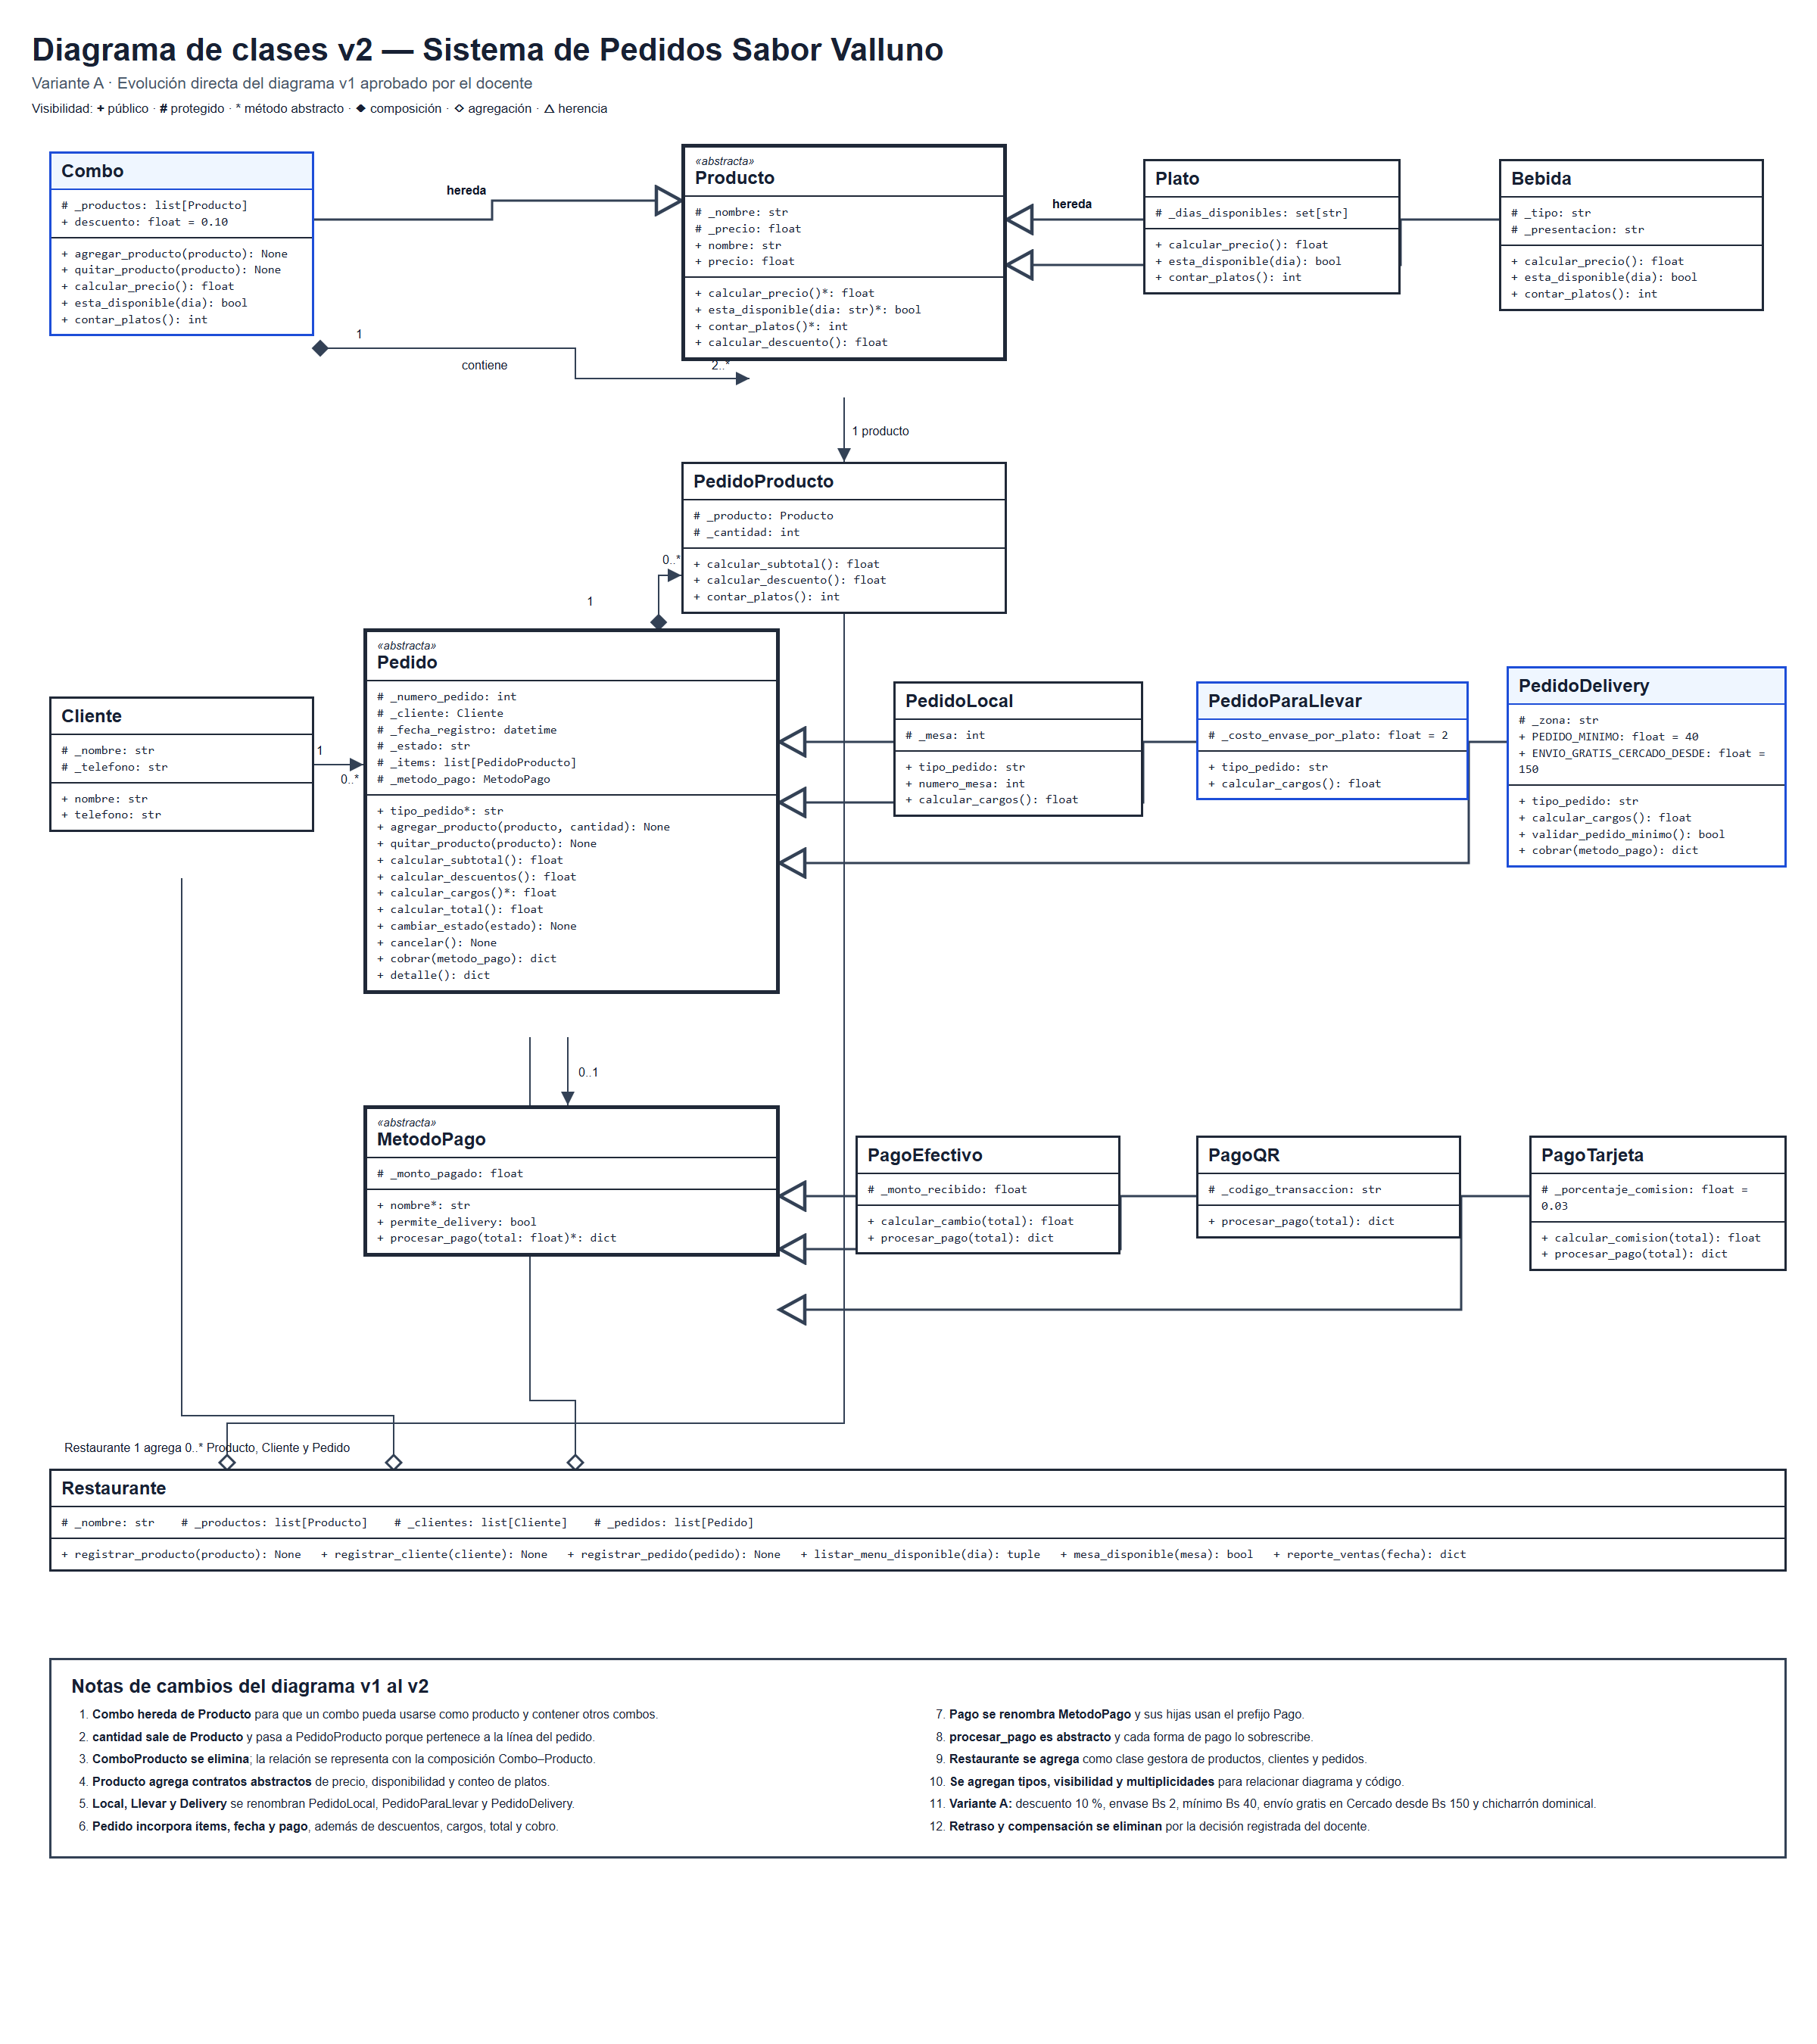 Diagrama de clases v2 — Sistema de Pedidos Sabor Valluno
Variante A · Evolución directa del diagrama v1 aprobado por el docente
Visibilidad: + público · # protegido · * método abstracto · ◆ composición · ◇ agregación · △ herencia
Combo
# _productos: list[Producto]
+ descuento: float = 0.10
+ agregar_producto(producto): None
+ quitar_producto(producto): None
+ calcular_precio(): float
+ esta_disponible(dia): bool
+ contar_platos(): int
hereda
«abstracta»
Producto
# _nombre: str
# _precio: float
+ nombre: str
+ precio: float
+ calcular_precio()*: float
+ esta_disponible(dia: str)*: bool
+ contar_platos()*: int
+ calcular_descuento(): float
hereda
Plato
# _dias_disponibles: set[str]
+ calcular_precio(): float
+ esta_disponible(dia): bool
+ contar_platos(): int
Bebida
# _tipo: str
# _presentacion: str
+ calcular_precio(): float
+ esta_disponible(dia): bool
+ contar_platos(): int
1
contiene
2..*
1 producto
PedidoProducto
# _producto: Producto
# _cantidad: int
+ calcular_subtotal(): float
+ calcular_descuento(): float
+ contar_platos(): int
0..*
1
«abstracta»
Pedido
# _numero_pedido: int
# _cliente: Cliente
# _fecha_registro: datetime
# _estado: str
# _items: list[PedidoProducto]
# _metodo_pago: MetodoPago
+ tipo_pedido*: str
+ agregar_producto(producto, cantidad): None
+ quitar_producto(producto): None
+ calcular_subtotal(): float
+ calcular_descuentos(): float
+ calcular_cargos()*: float
+ calcular_total(): float
+ cambiar_estado(estado): None
+ cancelar(): None
+ cobrar(metodo_pago): dict
+ detalle(): dict
Cliente
# _nombre: str
# _telefono: str
+ nombre: str
+ telefono: str
1
0..*
PedidoLocal
# _mesa: int
+ tipo_pedido: str
+ numero_mesa: int
+ calcular_cargos(): float
PedidoParaLlevar
# _costo_envase_por_plato: float = 2
+ tipo_pedido: str
+ calcular_cargos(): float
PedidoDelivery
# _zona: str
+ PEDIDO_MINIMO: float = 40
+ ENVIO_GRATIS_CERCADO_DESDE: float =
150
+ tipo_pedido: str
+ calcular_cargos(): float
+ validar_pedido_minimo(): bool
+ cobrar(metodo_pago): dict
0..1
«abstracta»
MetodoPago
# _monto_pagado: float
+ nombre*: str
+ permite_delivery: bool
+ procesar_pago(total: float)*: dict
PagoEfectivo
# _monto_recibido: float
+ calcular_cambio(total): float
+ procesar_pago(total): dict
PagoQR
# _codigo_transaccion: str
+ procesar_pago(total): dict
PagoTarjeta
# _porcentaje_comision: float =
0.03
+ calcular_comision(total): float
+ procesar_pago(total): dict
Restaurante 1 agrega 0..* Producto, Cliente y Pedido
Restaurante
# _nombre: str # _productos: list[Producto] # _clientes: list[Cliente] # _pedidos: list[Pedido]
+ registrar_producto(producto): None + registrar_cliente(cliente): None + registrar_pedido(pedido): None + listar_menu_disponible(dia): tuple + mesa_disponible(mesa): bool + reporte_ventas(fecha): dict
Notas de cambios del diagrama v1 al v2
1. Combo hereda de Producto para que un combo pueda usarse como producto y contener otros combos.
2. cantidad sale de Producto y pasa a PedidoProducto porque pertenece a la línea del pedido.
3. ComboProducto se elimina; la relación se representa con la composición Combo–Producto.
4. Producto agrega contratos abstractos de precio, disponibilidad y conteo de platos.
5. Local, Llevar y Delivery se renombran PedidoLocal, PedidoParaLlevar y PedidoDelivery.
6. Pedido incorpora items, fecha y pago, además de descuentos, cargos, total y cobro.
7. Pago se renombra MetodoPago y sus hijas usan el prefijo Pago.
8. procesar_pago es abstracto y cada forma de pago lo sobrescribe.
9. Restaurante se agrega como clase gestora de productos, clientes y pedidos.
10. Se agregan tipos, visibilidad y multiplicidades para relacionar diagrama y código.
11. Variante A: descuento 10 %, envase Bs 2, mínimo Bs 40, envío gratis en Cercado desde Bs 150 y chicharrón dominical.
12. Retraso y compensación se eliminan por la decisión registrada del docente.